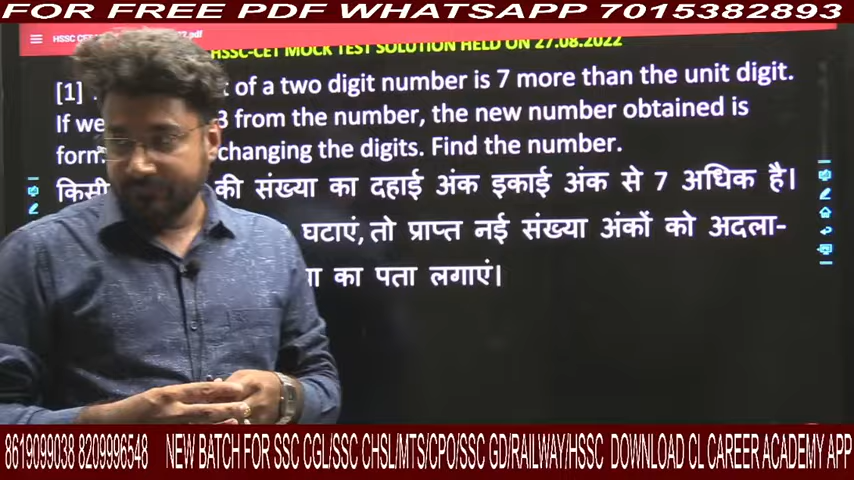 FOR FREE PDF WHATSAPP 7015382893
HSSC CET
HSSC-CET MOCK TEST SOLUTION HELD ON 27.08.2022
[1] of a two digit number is 7 more than the unit digit.
If we 3 from the number, the new number obtained is
changing the digits. Find the number.
किसी की संख्या का दहाई अंक इकाई अंक से 7 अधिक है।
घटाएं, तो प्राप्त नई संख्या अंकों को अदला-
का पता लगाएं।
8619099038 8209996548 NEW BATCH FOR SSC CGL/SSC CHSL/MTS/CPO/SSC GD/RAILWAY/HSSC DOWNLOAD CL CAREER ACADEMY APP